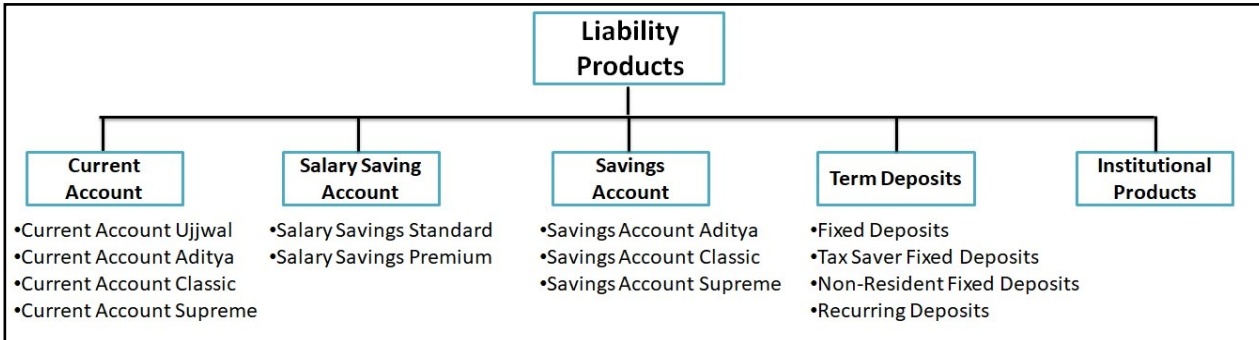 Liability
Products
Current
Account
•Current Account Ujjwal
•Current Account Aditya
•Current Account Classic
•Current Account Supreme
Salary Saving
Account
•Salary Savings Standard
•Salary Savings Premium
Savings
Account
•Savings Account Aditya
•Savings Account Classic
•Savings Account Supreme
Term Deposits
•Fixed Deposits
•Tax Saver Fixed Deposits
•Non-Resident Fixed Deposits
•Recurring Deposits
Institutional
Products